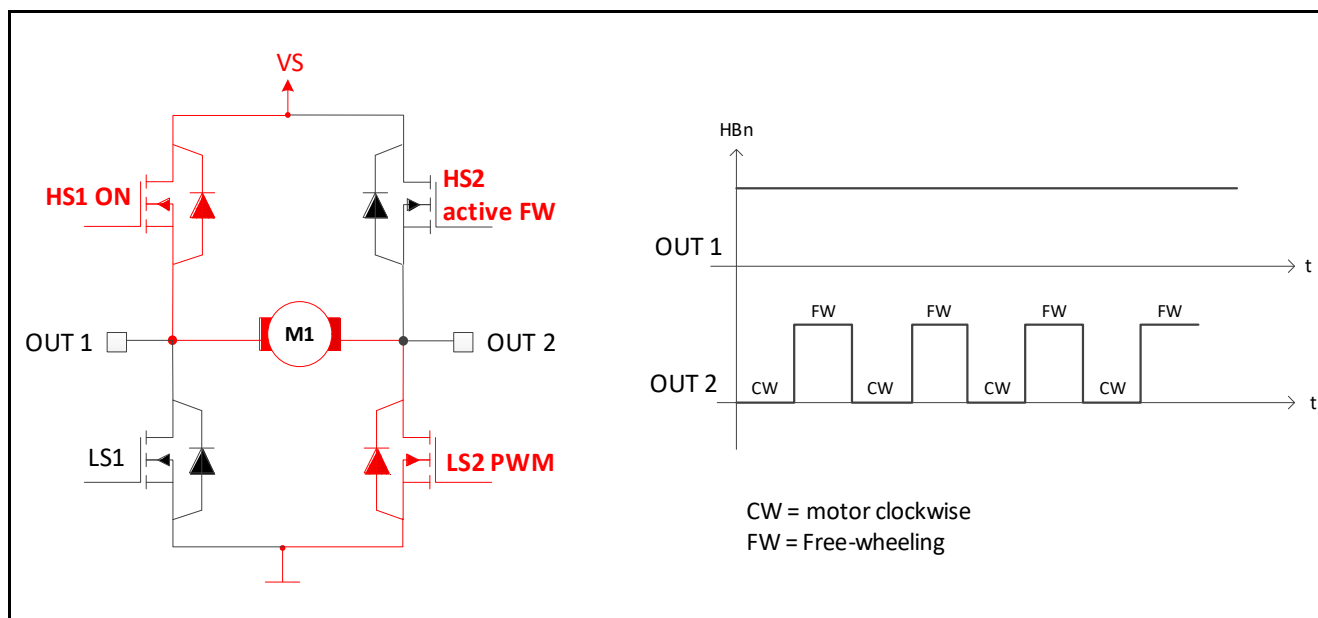 VS
HS1 ON
HS2
active FW
OUT 1
M1
OUT 2
LS1
LS2 PWM
HBn
OUT 1
t
FW FW FW FW
OUT 2
CW CW CW CW
t
CW = motor clockwise
FW = Free-wheeling